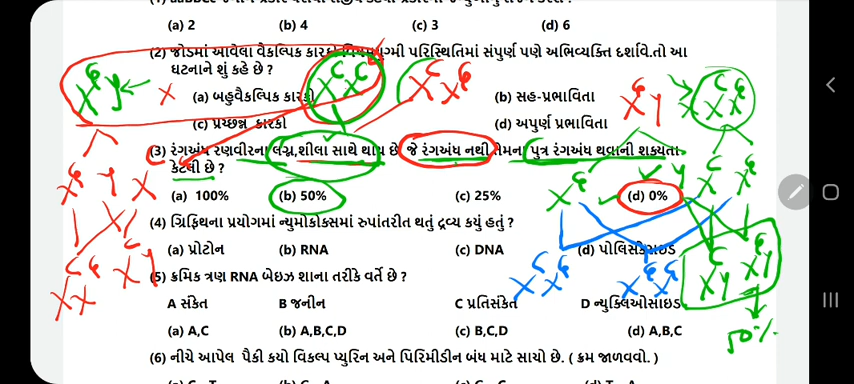 (a) 2 (b) 4 (c) 3 (d) 6
(2) જોડમાં આવેલા વૈકલ્પિક કારકો વિષમયુગ્મી પરિસ્થિતિમાં સંપુર્ણ પણે અભિવ્યક્તિ દર્શાવે.તો આ
ઘટનાને શું કહે છે ?
(a) બહુવૈકલ્પિક કારકો (b) સહ-પ્રભાવિતા
(c) પ્રચ્છન્ન કારકો (d) અપુર્ણ પ્રભાવિતા
(3) રંગઅંધ રણવીરના લગ્ન,શીલા સાથે થાય છે જે રંગઅંધ નથી તેમના પુત્ર રંગઅંધ થવાની શક્યતા
કેટલી છે ?
(a) 100% (b) 50% (c) 25% (d) 0%
(4) ગ્રિફિથના પ્રયોગમાં ન્યુમોકોક્સમાં રુપાંતરીત થતું દ્રવ્ય કયું હતું ?
(a) પ્રોટોન (b) RNA (c) DNA (d) પોલિસેકેરાઇડ
(5) ક્રમિક ત્રણ RNA બેઇઝ શાના તરીકે વર્તે છે ?
A સંકેત B જનીન C પ્રતિસંકેત D ન્યુક્લિઓસાઇડ
(a) A,C (b) A,B,C,D (c) B,C,D (d) A,B,C
50%
(6) નીચે આપેલ પૈકી કયો વિકલ્પ પ્યુરિન અને પિરિમીડીન બંધ માટે સાચો છે. ( ક્રમ જાળવવો. )